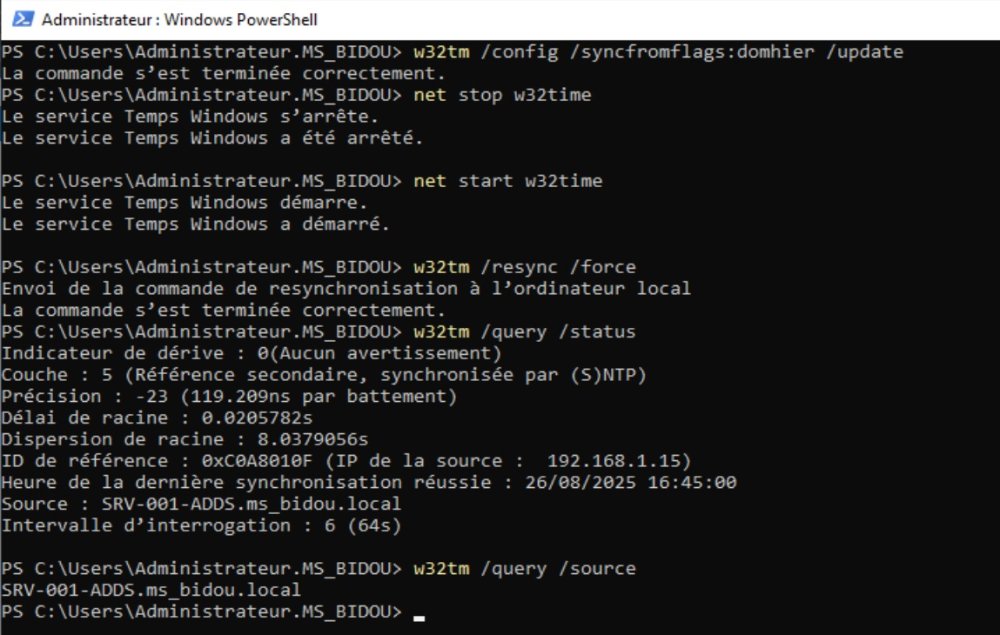 Administrateur : Windows PowerShell
PS C:\Users\Administrateur.MS_BIDOU> w32tm /config /syncfromflags:domhier /update
La commande s’est terminée correctement.
PS C:\Users\Administrateur.MS_BIDOU> net stop w32time
Le service Temps Windows s’arrête.
Le service Temps Windows a été arrêté.
PS C:\Users\Administrateur.MS_BIDOU> net start w32time
Le service Temps Windows démarre.
Le service Temps Windows a démarré.
PS C:\Users\Administrateur.MS_BIDOU> w32tm /resync /force
Envoi de la commande de resynchronisation à l’ordinateur local
La commande s’est terminée correctement.
PS C:\Users\Administrateur.MS_BIDOU> w32tm /query /status
Indicateur de dérive : 0(Aucun avertissement)
Couche : 5 (Référence secondaire, synchronisée par (S)NTP)
Précision : -23 (119.209ns par battement)
Délai de racine : 0.0205782s
Dispersion de racine : 8.0379056s
ID de référence : 0xC0A8010F (IP de la source :  192.168.1.15)
Heure de la dernière synchronisation réussie : 26/08/2025 16:45:00
Source : SRV-001-ADDS.ms_bidou.local
Intervalle d’interrogation : 6 (64s)
PS C:\Users\Administrateur.MS_BIDOU> w32tm /query /source
SRV-001-ADDS.ms_bidou.local
PS C:\Users\Administrateur.MS_BIDOU>